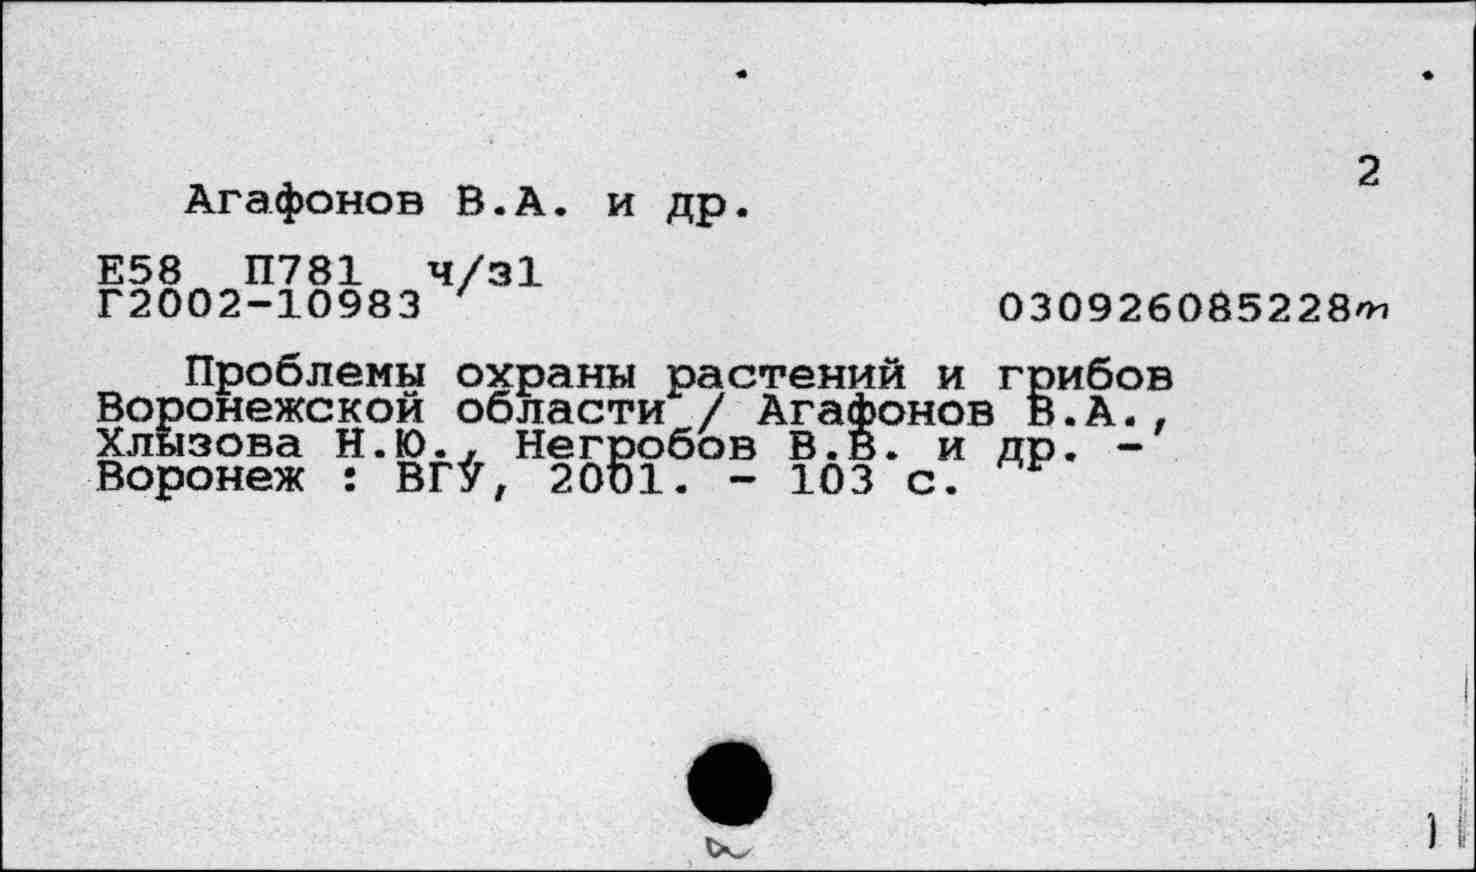 2
Агафонов В.А. и др.
Е58 П781 ч/з1
Г2002-10983
030926085228m
Проблемы охраны растений и грибов
Воронежской области / Агафонов В.А.,
Хлызова Н.Ю., Негробов В.В. и др. -
Воронеж : ВГУ, 2001. - 103 с.